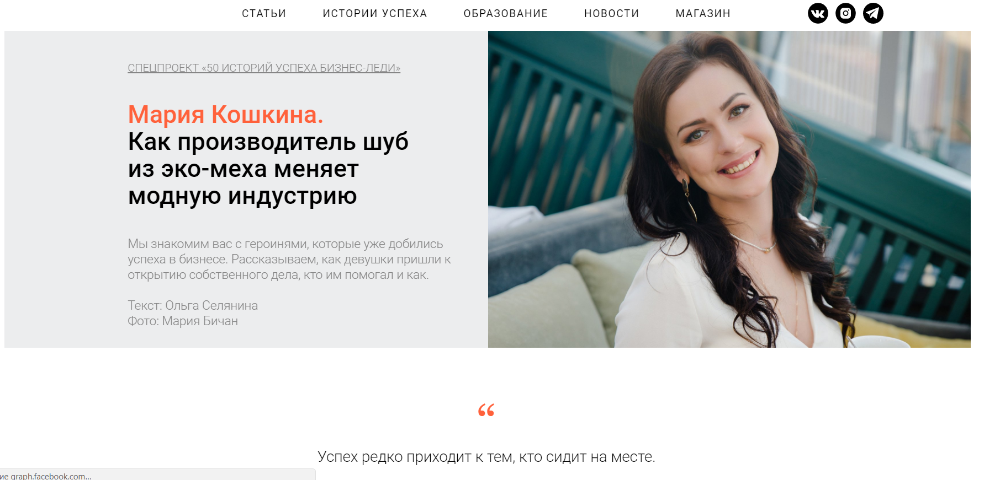 СТАТЬИ ИСТОРИИ УСПЕХА ОБРАЗОВАНИЕ НОВОСТИ МАГАЗИН
СПЕЦПРОЕКТ «50 ИСТОРИЙ УСПЕХА БИЗНЕС-ЛЕДИ»
Мария Кошкина.
Как производитель шуб
из эко-меха меняет
модную индустрию
Мы знакомим вас с героинями, которые уже добились
успеха в бизнесе. Рассказываем, как девушки пришли к
открытию собственного дела, кто им помогал и как.
Текст: Ольга Селянина
Фото: Мария Бичан
“
Успех редко приходит к тем, кто сидит на месте.
ие graph.facebook.com...